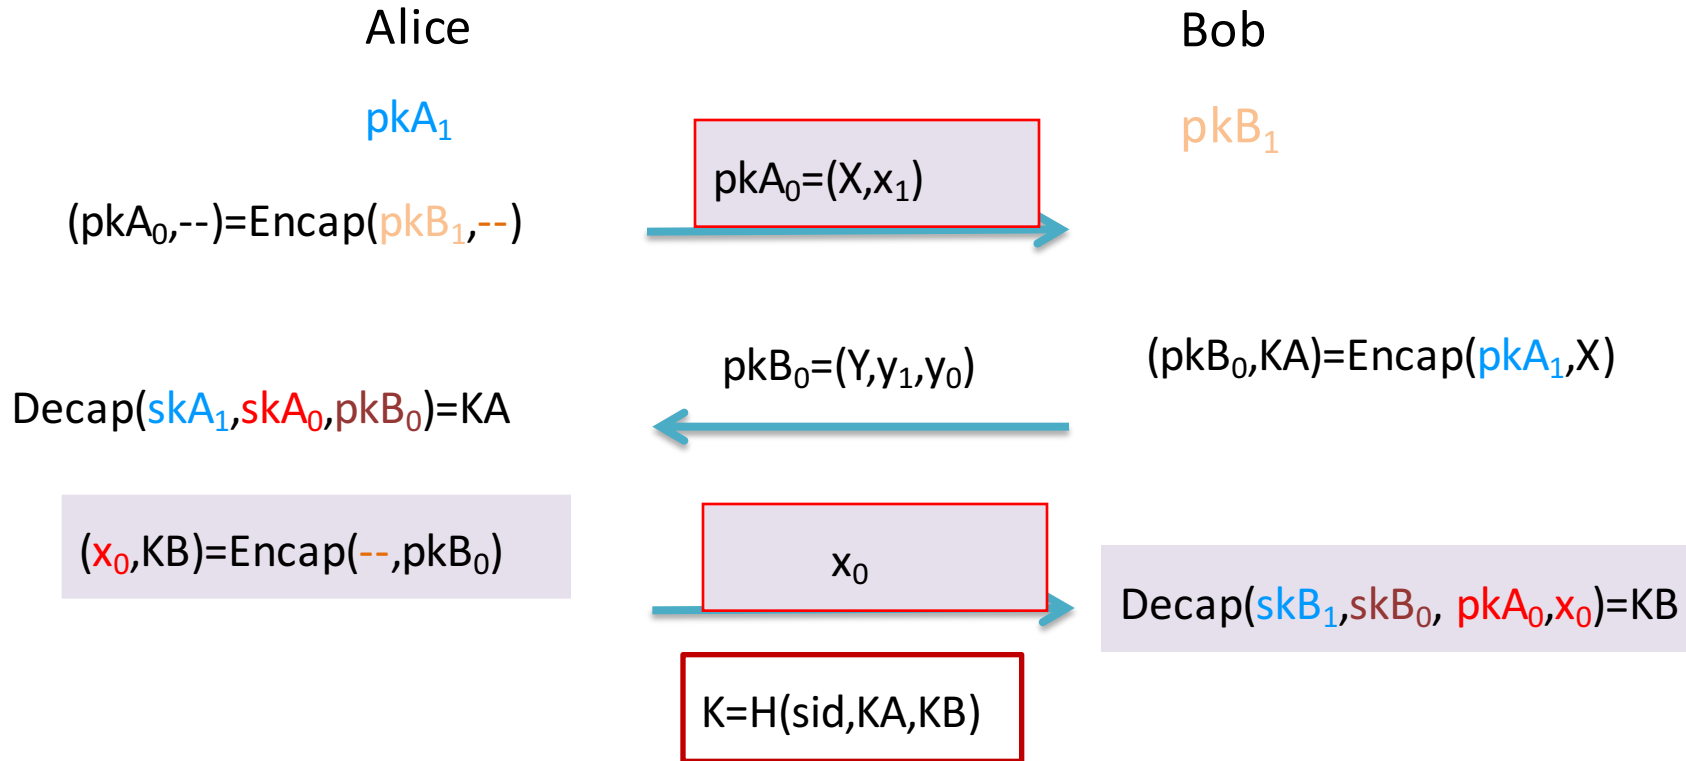 Alice
Bob
pkA₁
pkB₁
pkA₀=(X,x₁)
(pkA₀,--)=Encap(pkB₁,--)
(pkB₀,KA)=Encap(pkA₁,X)
pkB₀=(Y,y₁,y₀)
Decap(skA₁,skA₀,pkB₀)=KA
(x₀,KB)=Encap(--,pkB₀)
x₀
Decap(skB₁,skB₀, pkA₀,x₀)=KB
K=H(sid,KA,KB)